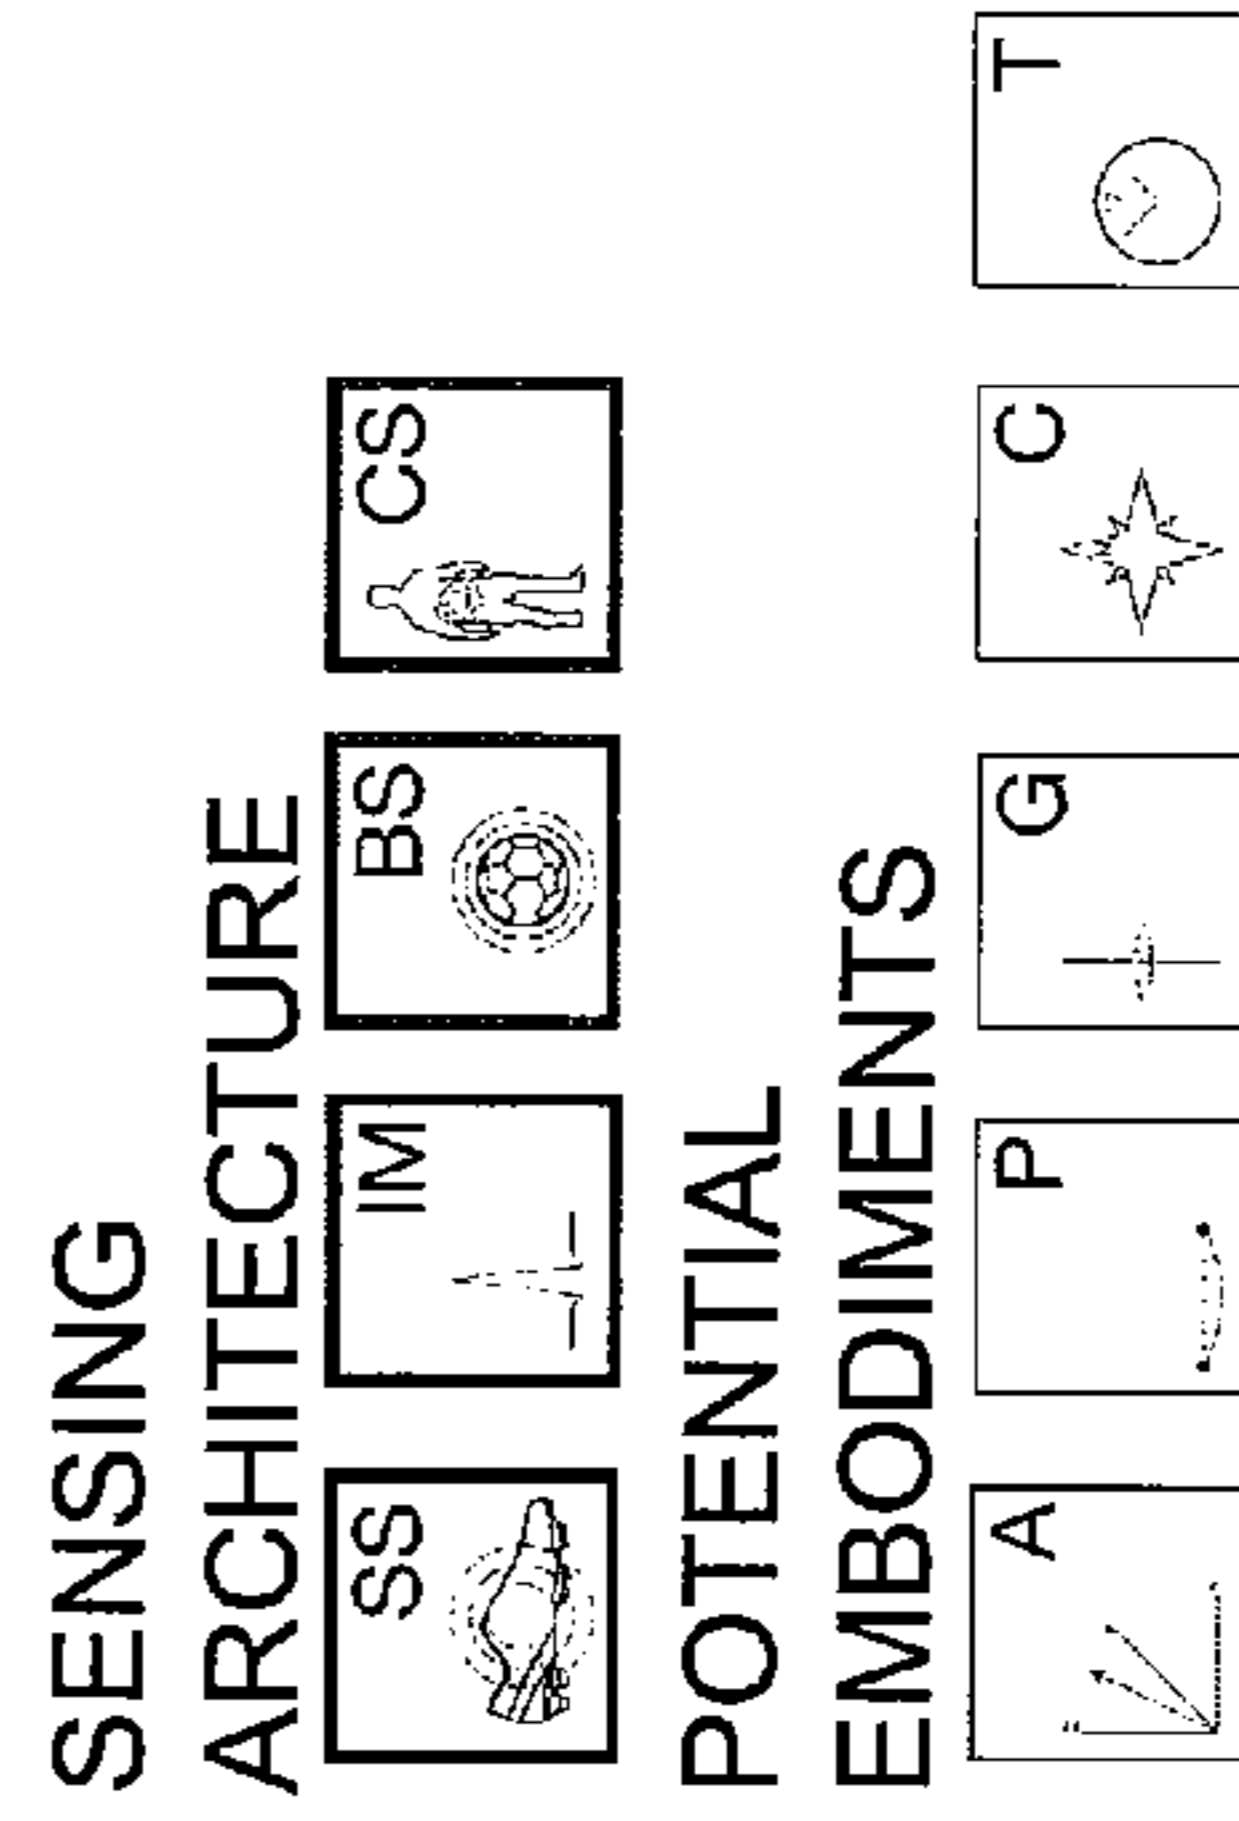 SENSING
ARCHITECTURE
SS IM BS CS
POTENTIAL
EMBODIMENTS
A P G C T